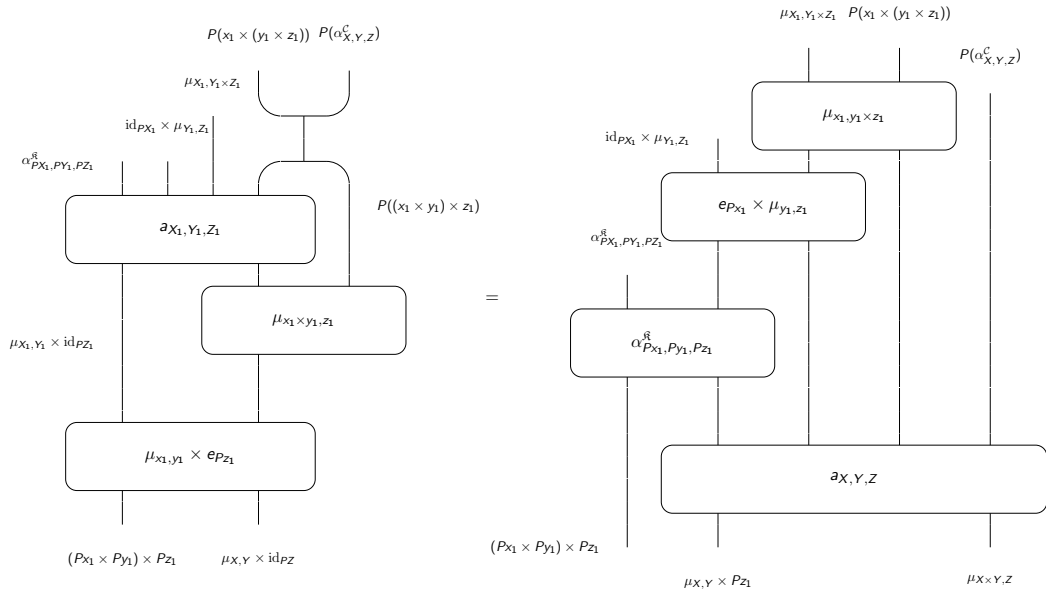 P(x₁ × (y₁ × z₁)) P(α^𝒞_{X,Y,Z})
μ_{X₁,Y₁×Z₁}
id_{PX₁} × μ_{Y₁,Z₁}
α^𝔎_{PX₁,PY₁,PZ₁}
P((x₁ × y₁) × z₁)
a_{X₁,Y₁,Z₁}
μ_{x₁×y₁,z₁}
μ_{X₁,Y₁} × id_{PZ₁}
μ_{x₁,y₁} × e_{Pz₁}
(Px₁ × Py₁) × Pz₁ μ_{X,Y} × id_{PZ}
=
μ_{X₁,Y₁×Z₁} P(x₁ × (y₁ × z₁))
P(α^𝒞_{X,Y,Z})
μ_{x₁,y₁×z₁}
id_{PX₁} × μ_{Y₁,Z₁}
e_{Px₁} × μ_{y₁,z₁}
α^𝔎_{PX₁,PY₁,PZ₁}
α^𝔎_{Px₁,Py₁,Pz₁}
a_{X,Y,Z}
(Px₁ × Py₁) × Pz₁
μ_{X,Y} × Pz₁ μ_{X×Y,Z}